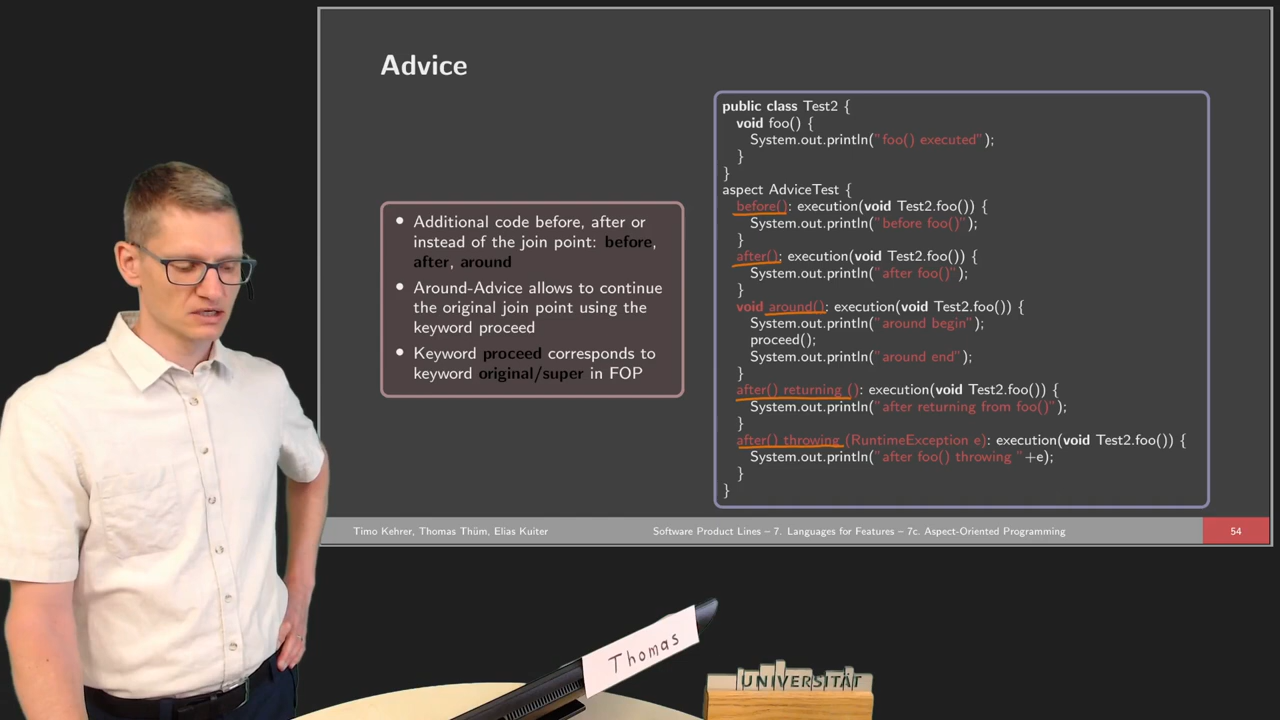 Advice
Additional code before, after or
instead of the join point: before,
after, around
Around-Advice allows to continue
the original join point using the
keyword proceed
Keyword proceed corresponds to
keyword original/super in FOP
public class Test2 {
void foo() {
System.out.println("foo() executed");
}
}
aspect AdviceTest {
before(): execution(void Test2.foo()) {
System.out.println("before foo()");
}
after(): execution(void Test2.foo()) {
System.out.println("after foo()");
}
void around(): execution(void Test2.foo()) {
System.out.println("around begin");
proceed();
System.out.println("around end");
}
after() returning (): execution(void Test2.foo()) {
System.out.println("after returning from foo()");
}
after() throwing (RuntimeException e): execution(void Test2.foo()) {
System.out.println("after foo() throwing "+e);
}
}
Timo Kehrer, Thomas Thüm, Elias Kuiter
Software Product Lines – 7. Languages for Features – 7c. Aspect-Oriented Programming
54
Thomas
UNIVERSITÄT